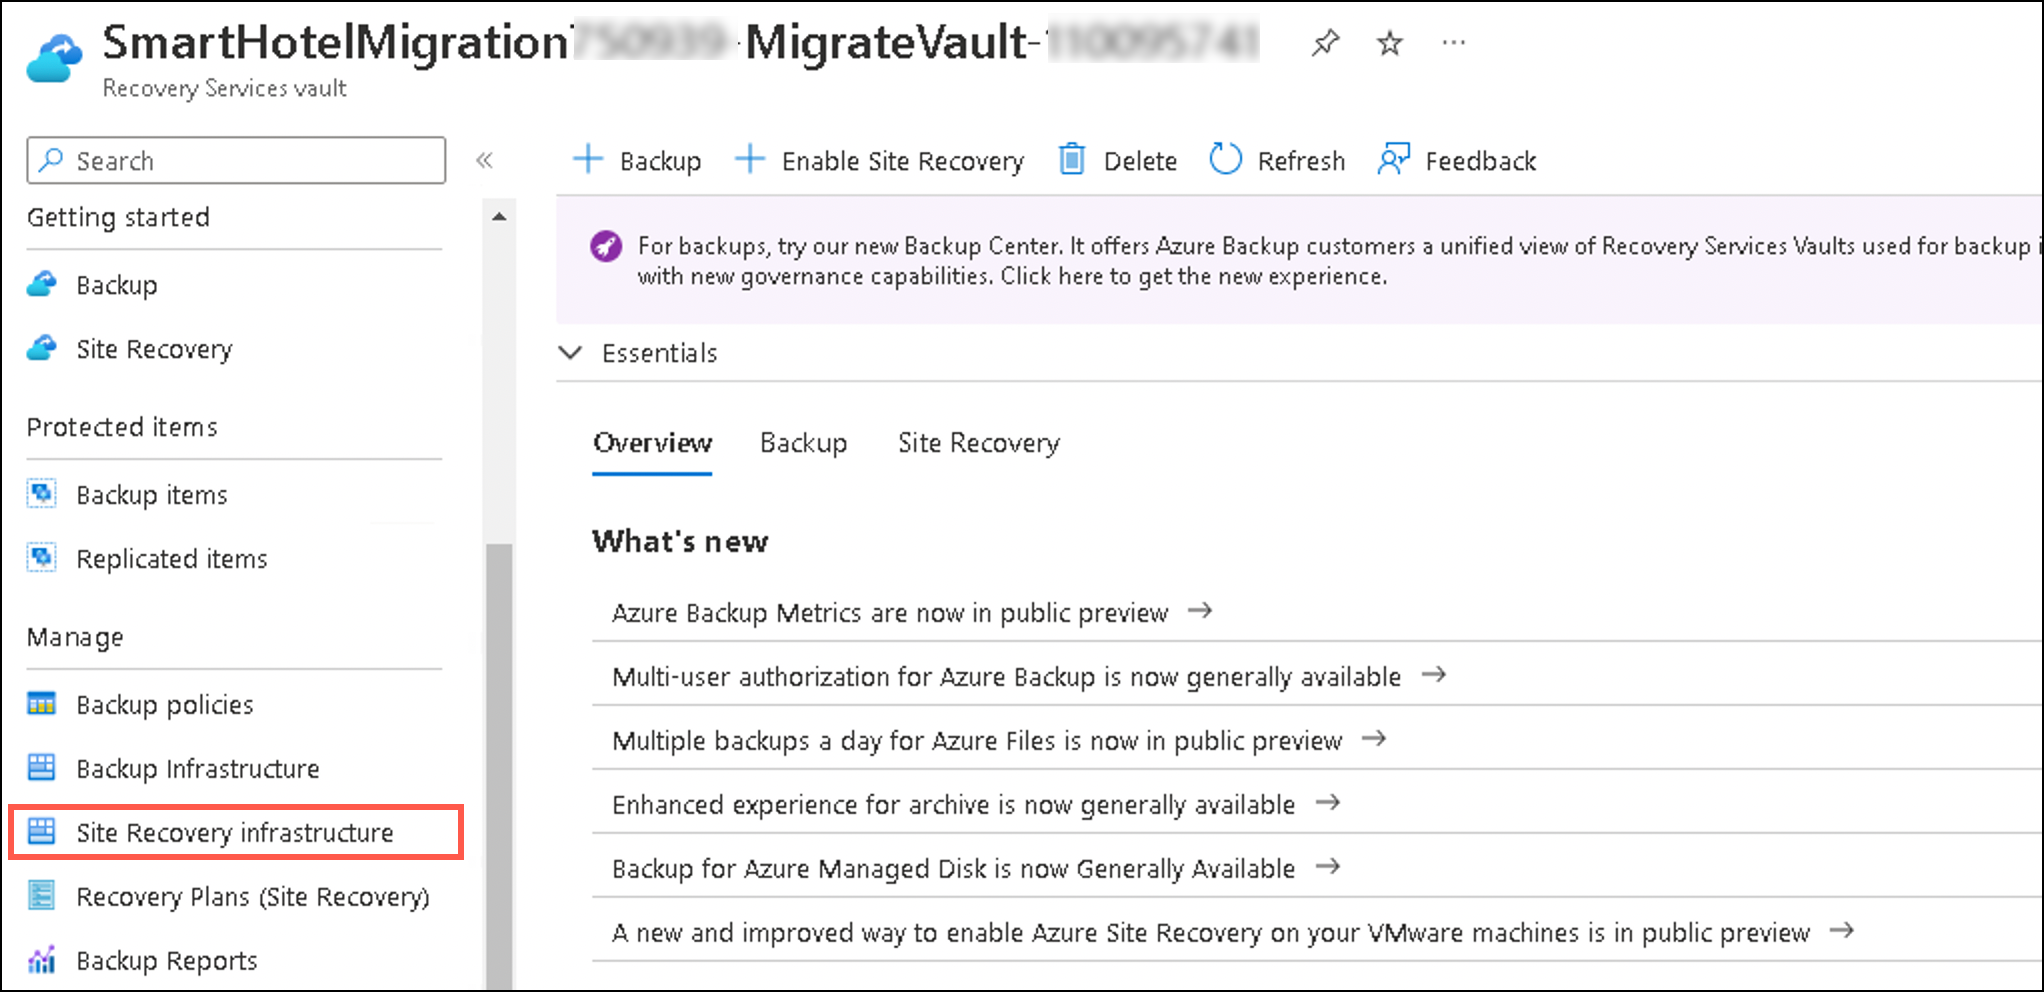 SmartHotelMigration MigrateVault-
Recovery Services vault
Search
«
Backup
Enable Site Recovery
Delete
Refresh
Feedback
Getting started
Backup
Site Recovery
Protected items
Backup items
Replicated items
Manage
Backup policies
Backup Infrastructure
Site Recovery infrastructure
Recovery Plans (Site Recovery)
Backup Reports
For backups, try our new Backup Center. It offers Azure Backup customers a unified view of Recovery Services Vaults used for backup
with new governance capabilities. Click here to get the new experience.
Essentials
Overview
Backup
Site Recovery
What's new
Azure Backup Metrics are now in public preview →
Multi-user authorization for Azure Backup is now generally available →
Multiple backups a day for Azure Files is now in public preview →
Enhanced experience for archive is now generally available →
Backup for Azure Managed Disk is now Generally Available →
A new and improved way to enable Azure Site Recovery on your VMware machines is in public preview →